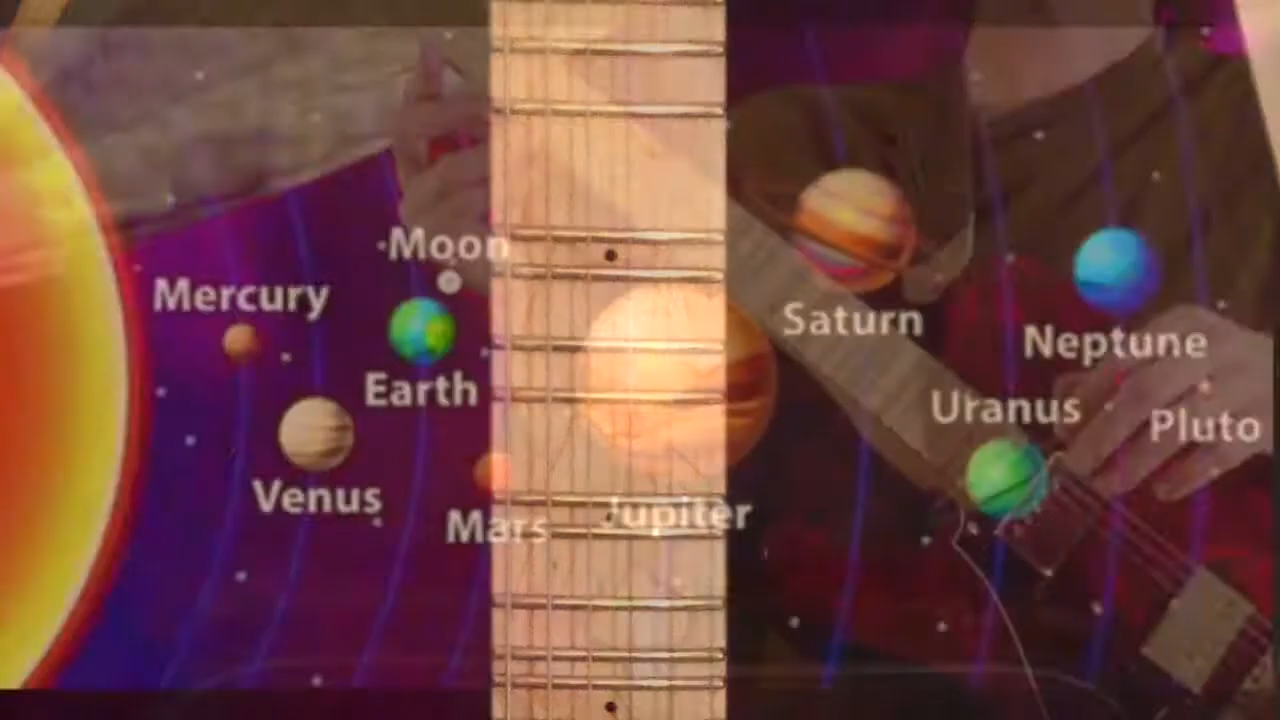 Moon
Mercury
Earth
Venus
Mars
Jupiter
Saturn
Neptune
Uranus
Pluto